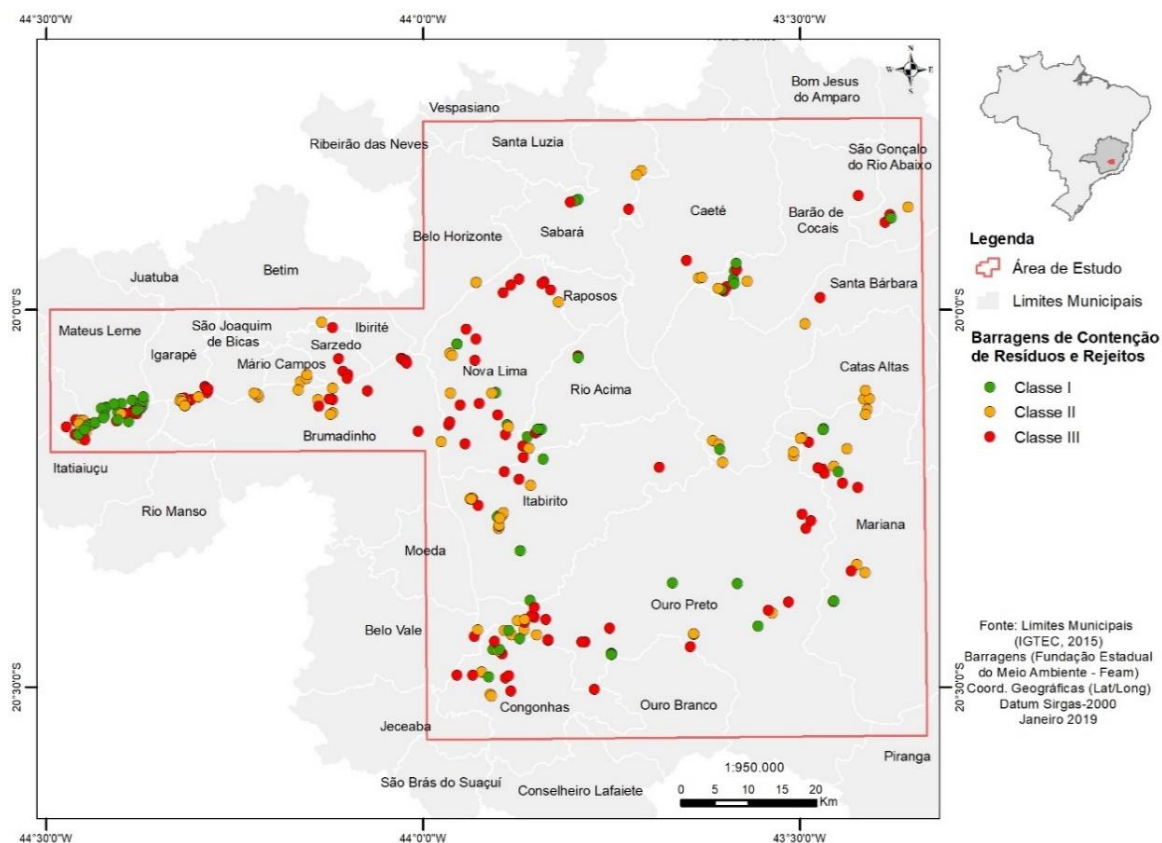 44°30'0"W
44°0'0"W
43°30'0"W
N
W E
S
Bom Jesus
do Amparo
Vespasiano
Ribeirão das Neves
Santa Luzia
São Gonçalo
do Rio Abaixo
Caeté
Barão de
Cocais
Sabará
Belo Horizonte
Juatuba
Betim
Santa Bárbara
Raposos
20°0'0"S
20°0'0"S
Mateus Leme
São Joaquim
de Bicas
Ibirité
Sarzedo
Igarapé
Mário Campos
Nova Lima
Rio Acima
Catas Altas
Brumadinho
Itatiaiuçu
Rio Manso
Itabirito
Mariana
Moeda
Ouro Preto
Belo Vale
20°30'0"S
20°30'0"S
Congonhas
Ouro Branco
Jeceaba
Piranga
São Brás do Suaçuí
Conselheiro Lafaiete
1:950.000
0 5 10 20
Km
44°30'0"W
44°0'0"W
43°30'0"W
Legenda
Área de Estudo
Limites Municipais
Barragens de Contenção
de Resíduos e Rejeitos
Classe I
Classe II
Classe III
Fonte: Limites Municipais
(IGTEC, 2015)
Barragens (Fundação Estadual
do Meio Ambiente - Feam)
Coord. Geográficas (Lat/Long)
Datum Sirgas-2000
Janeiro 2019